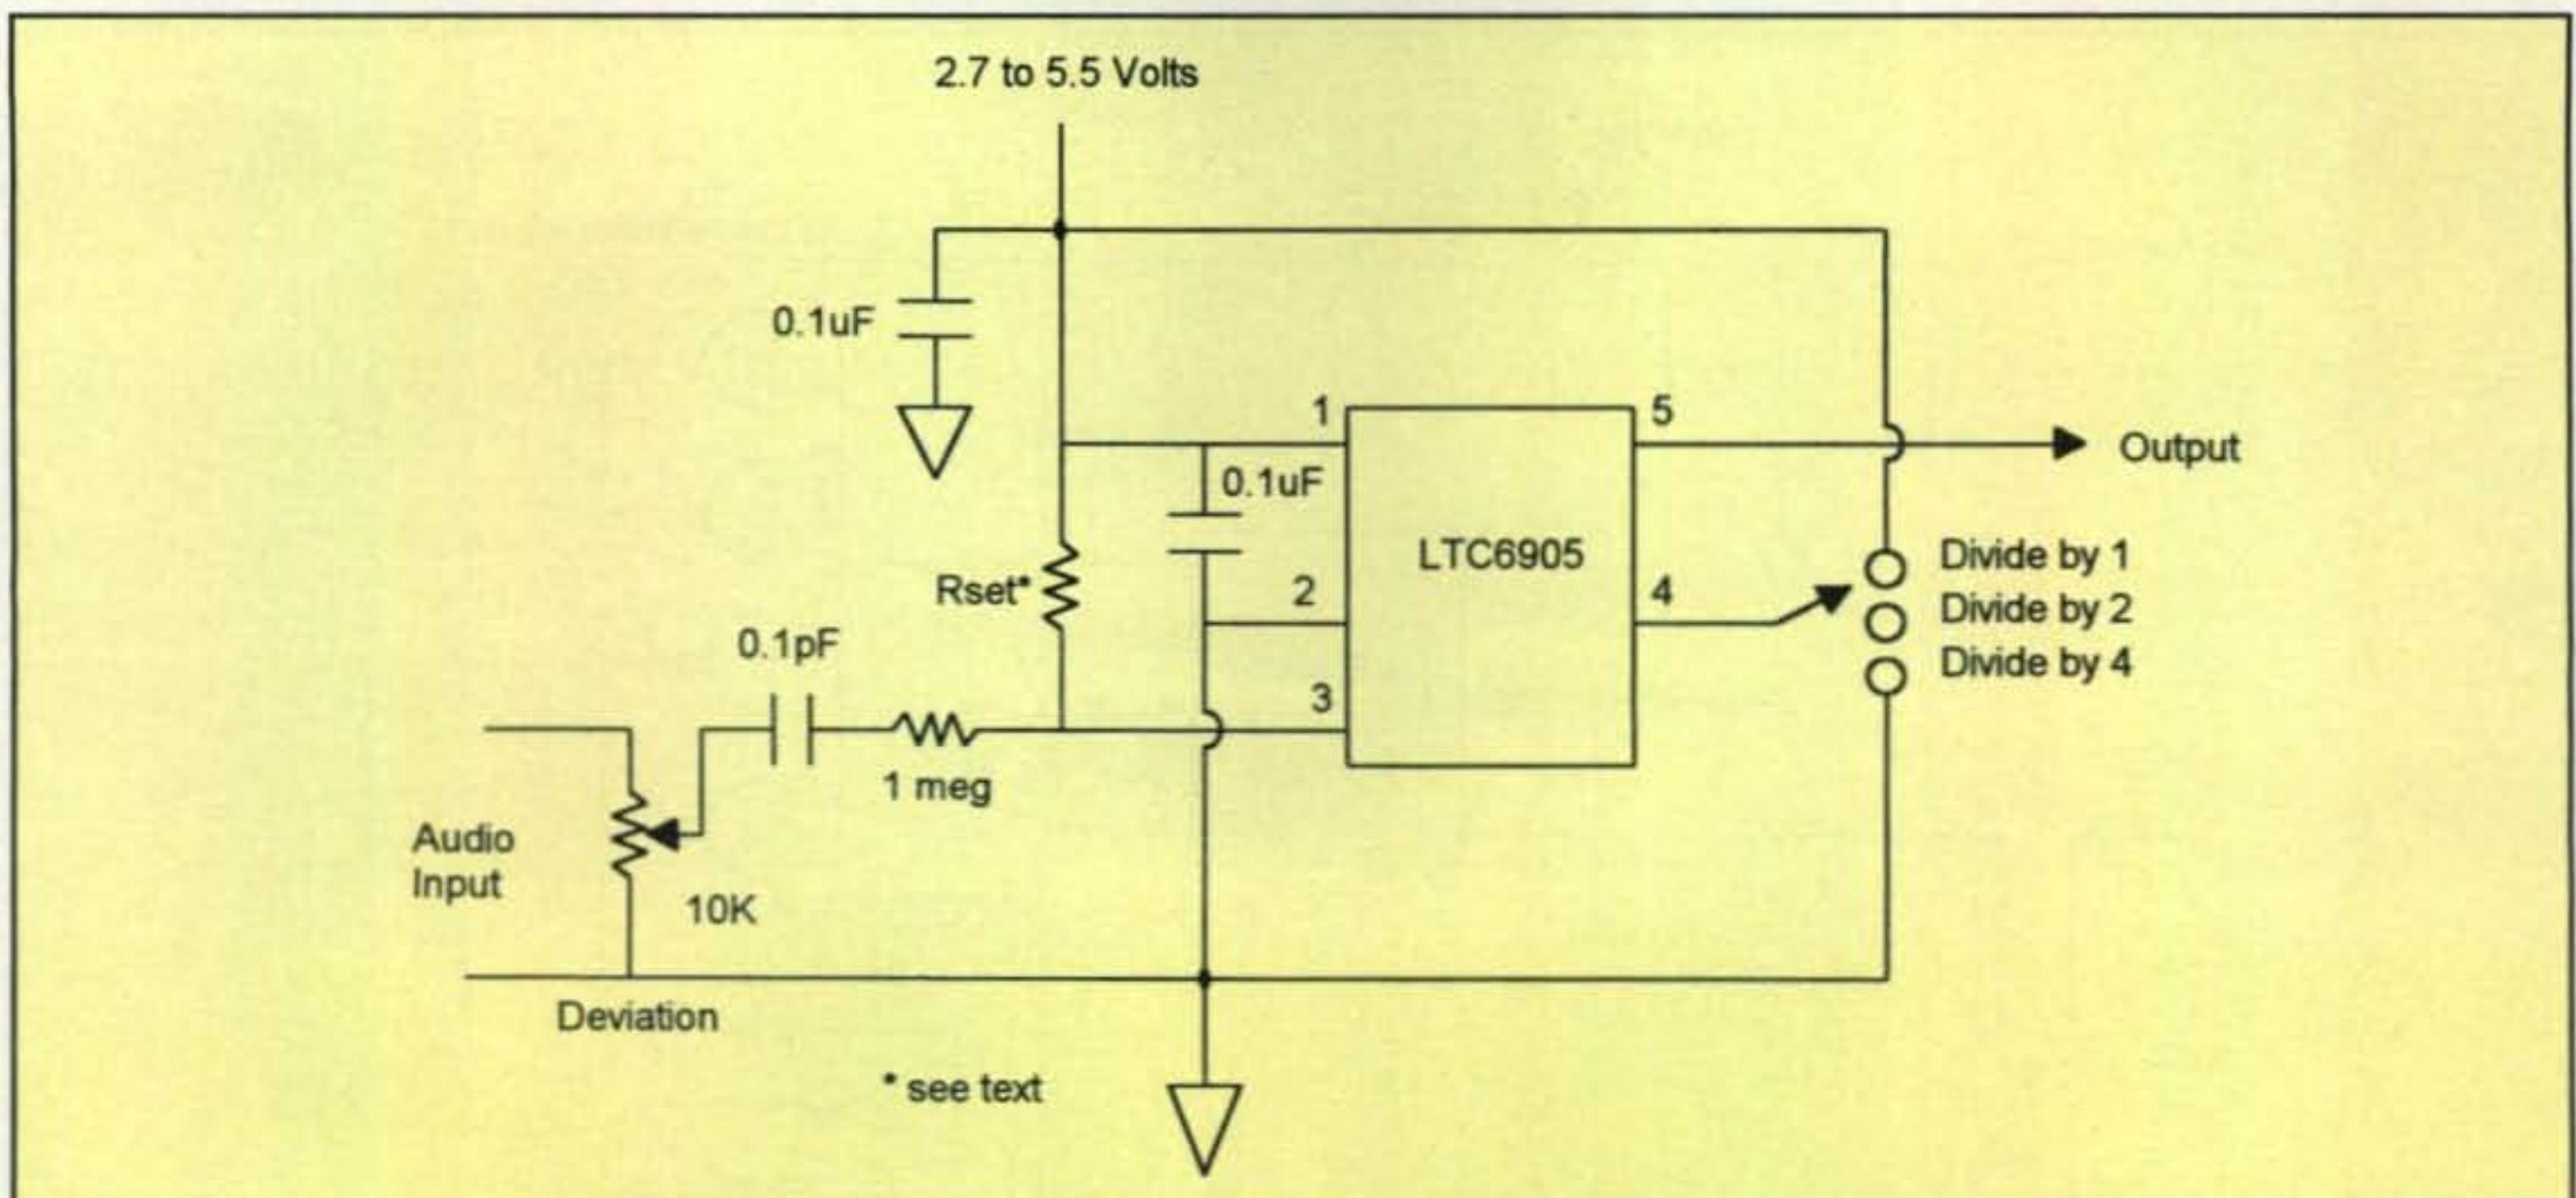 2.7 to 5.5 Volts
0.1uF
1
5
Output
0.1uF
LTC6905
Divide by 1
Rset*
2
4
Divide by 2
0.1pF
Divide by 4
3
1 meg
Audio
Input
10K
Deviation
* see text